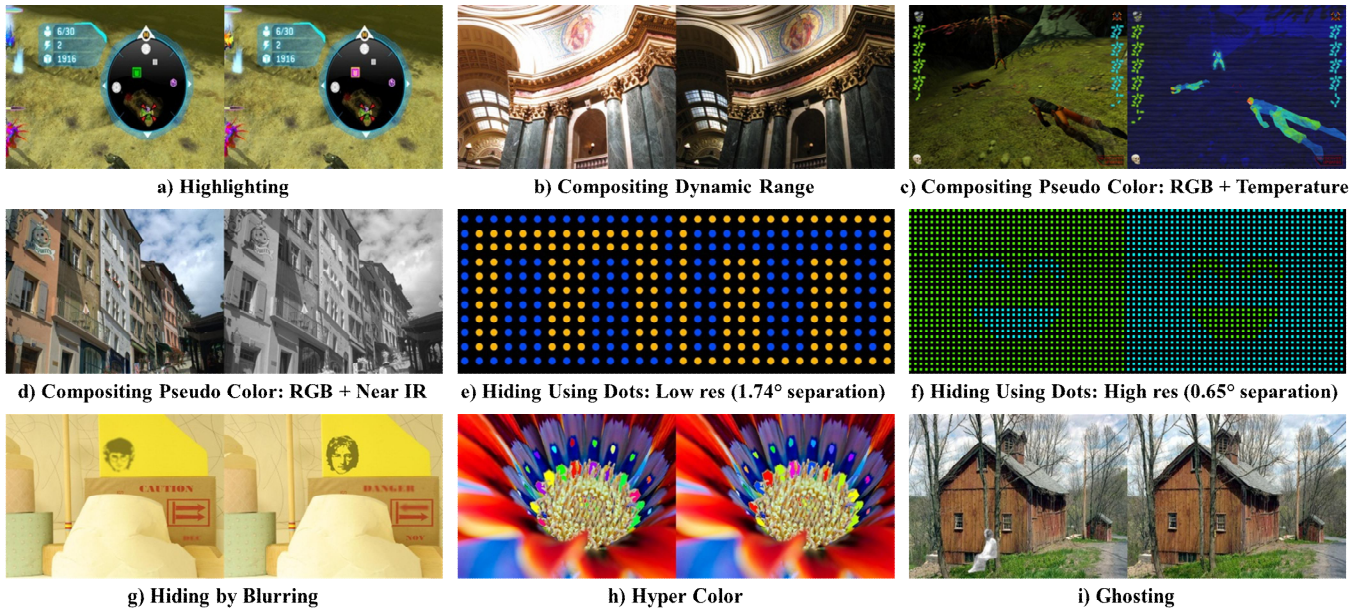 6/30
2
1916
6/30
2
1916
a) Highlighting
b) Compositing Dynamic Range
c) Compositing Pseudo Color: RGB + Temperature
d) Compositing Pseudo Color: RGB + Near IR
e) Hiding Using Dots: Low res (1.74° separation)
f) Hiding Using Dots: High res (0.65° separation)
CAUTION
DEC
DANGER
NOV
g) Hiding by Blurring
h) Hyper Color
i) Ghosting